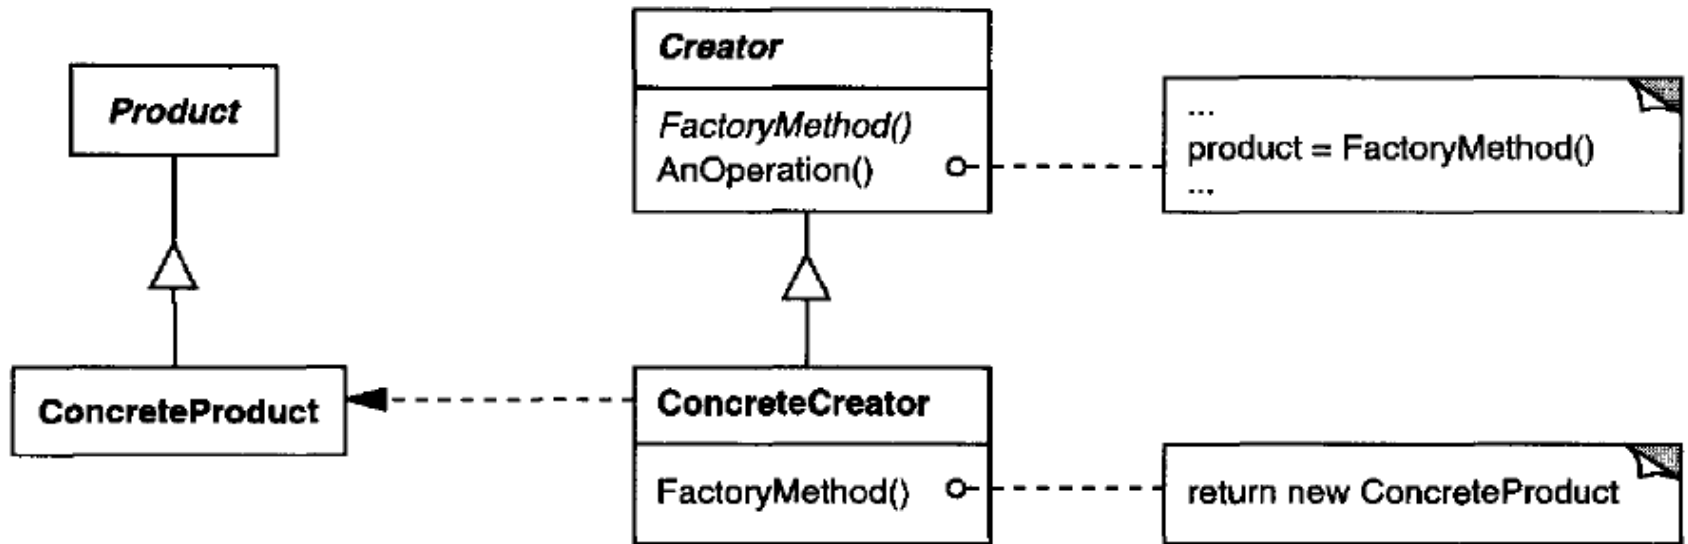 Product
Creator
FactoryMethod()
AnOperation()
...
product = FactoryMethod()
...
ConcreteProduct
ConcreteCreator
FactoryMethod()
return new ConcreteProduct